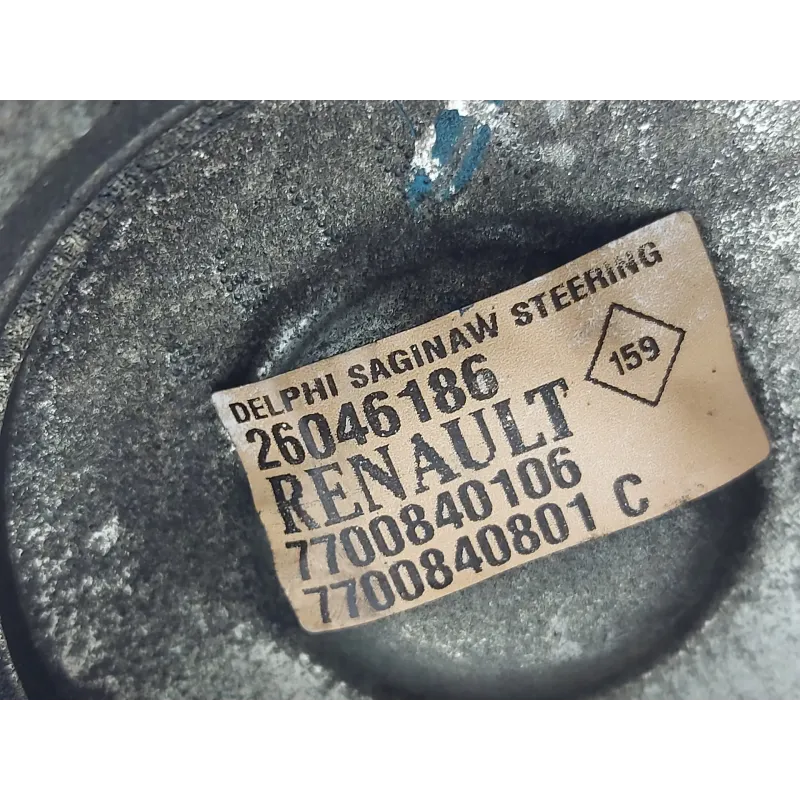 DELPHI SAGINAW STEERING
26046186
159
RENAULT
7700840106
7700840801 C